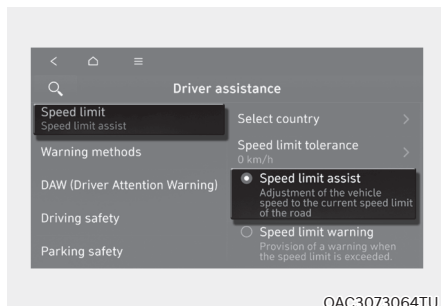 Driver assistance
Speed limit
Speed limit assist
Warning methods
DAW (Driver Attention Warning)
Driving safety
Parking safety
Select country
Speed limit tolerance
0 km/h
Speed limit assist
Adjustment of the vehicle
speed to the current speed limit
of the road
Speed limit warning
Provision of a warning when
the speed limit is exceeded.
OAC3073064TU